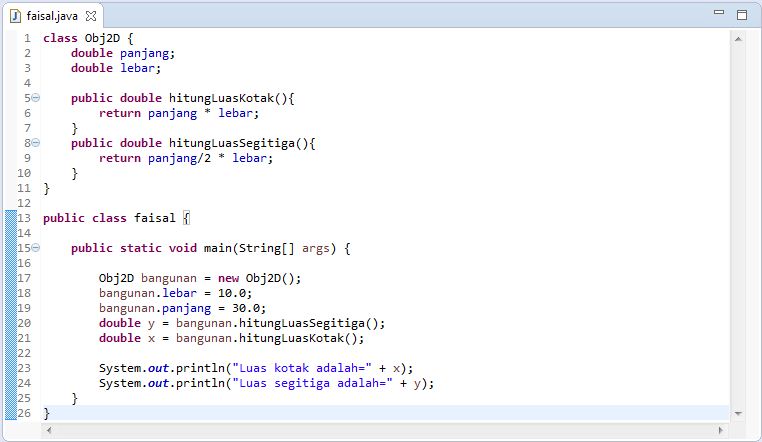 faisal.java
1 class Obj2D {
2     double panjang;
3     double lebar;
4
5     public double hitungLuasKotak(){
6         return panjang * lebar;
7     }
8     public double hitungLuasSegitiga(){
9         return panjang/2 * lebar;
10     }
11 }
12
13 public class faisal {
14
15     public static void main(String[] args) {
16
17         Obj2D bangunan = new Obj2D();
18         bangunan.lebar = 10.0;
19         bangunan.panjang = 30.0;
20         double y = bangunan.hitungLuasSegitiga();
21         double x = bangunan.hitungLuasKotak();
22
23         System.out.println("Luas kotak adalah=" + x);
24         System.out.println("Luas segitiga adalah=" + y);
25     }
26 }